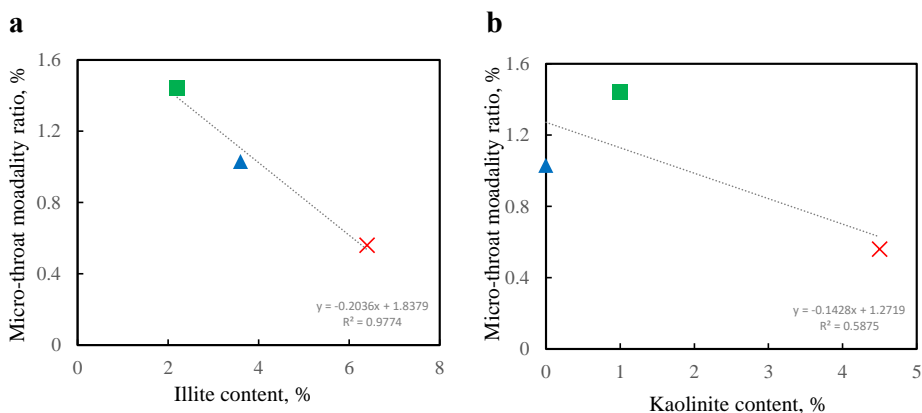 a
Micro-throat moadality ratio, %
1.6
1.2
0.8
0.4
0
0
2
4
6
8
y = -0.2036x + 1.8379
R² = 0.9774
Illite content, %
b
Micro-throat moadality ratio, %
1.6
1.2
0.8
0.4
0
0
1
2
3
4
5
y = -0.1428x + 1.2719
R² = 0.5875
Kaolinite content, %